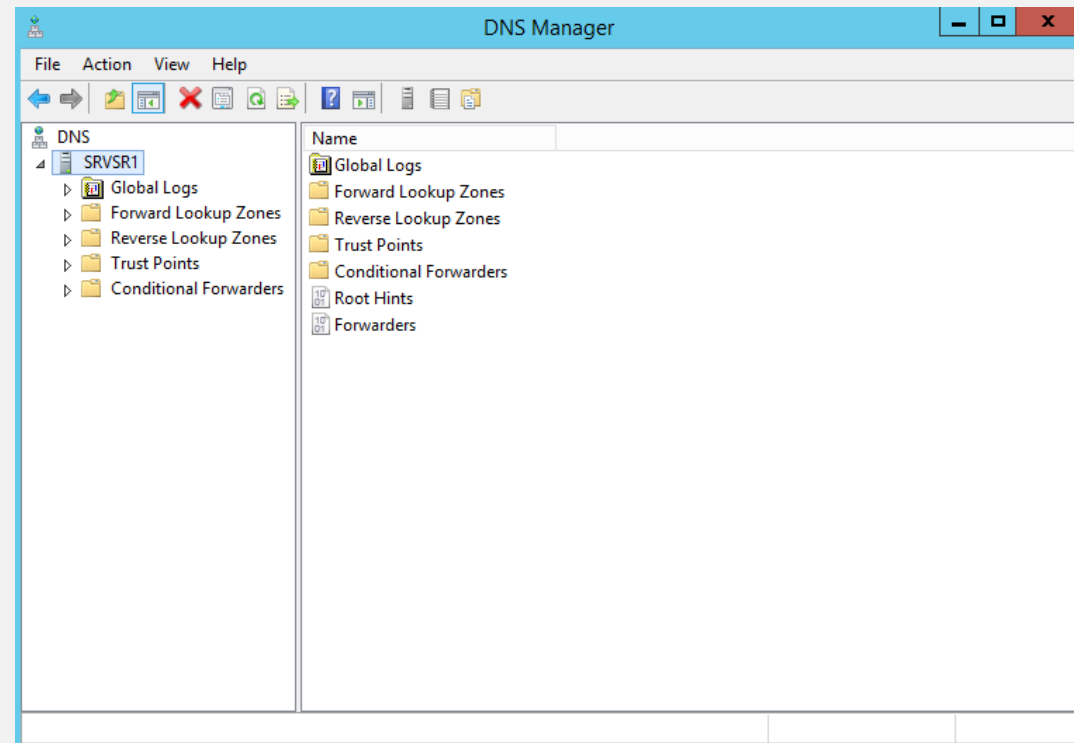 DNS Manager
File Action View Help
DNS
SRVSR1
Global Logs
Forward Lookup Zones
Reverse Lookup Zones
Trust Points
Conditional Forwarders
Name
Global Logs
Forward Lookup Zones
Reverse Lookup Zones
Trust Points
Conditional Forwarders
Root Hints
Forwarders